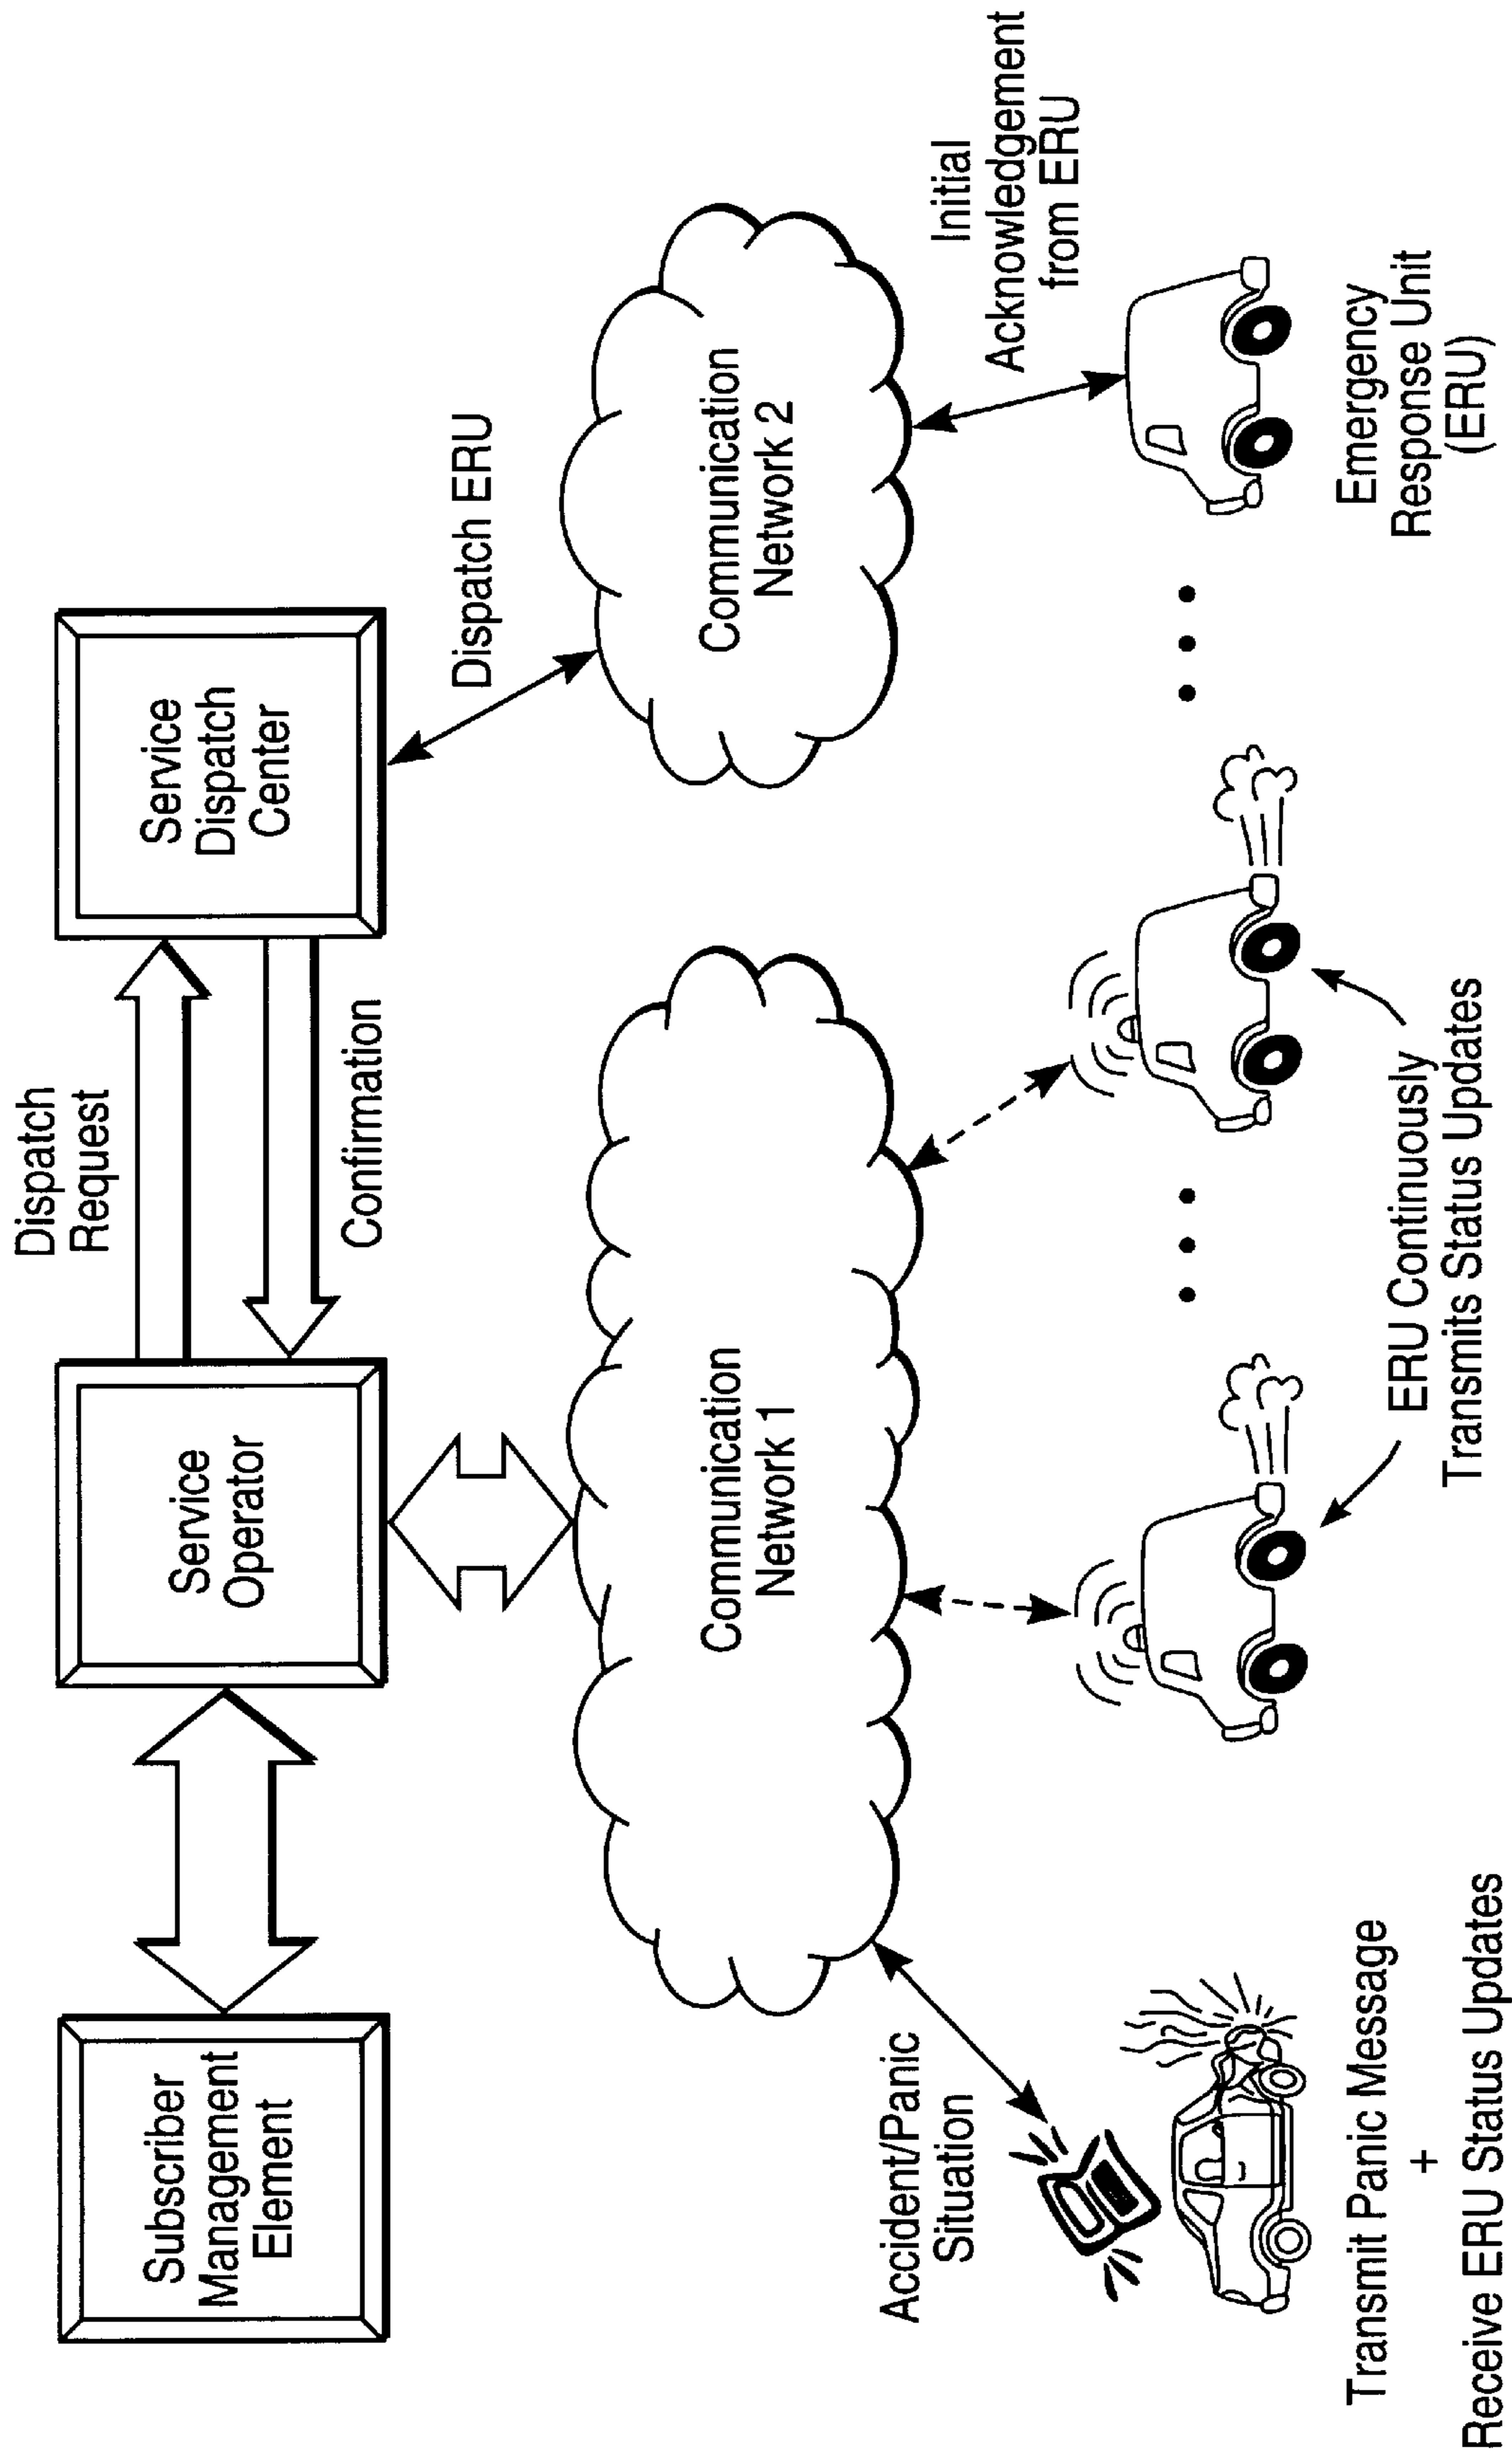 Subscriber
Management
Element
Service
Operator
Dispatch
Request
Confirmation
Service
Dispatch
Center
Dispatch ERU
Communication
Network 1
Communication
Network 2
Accident/Panic
Situation
Initial
Acknowledgement
from ERU
Transmit Panic Message
+
Receive ERU Status Updates
ERU Continuously
Transmits Status Updates
Emergency
Response Unit
(ERU)